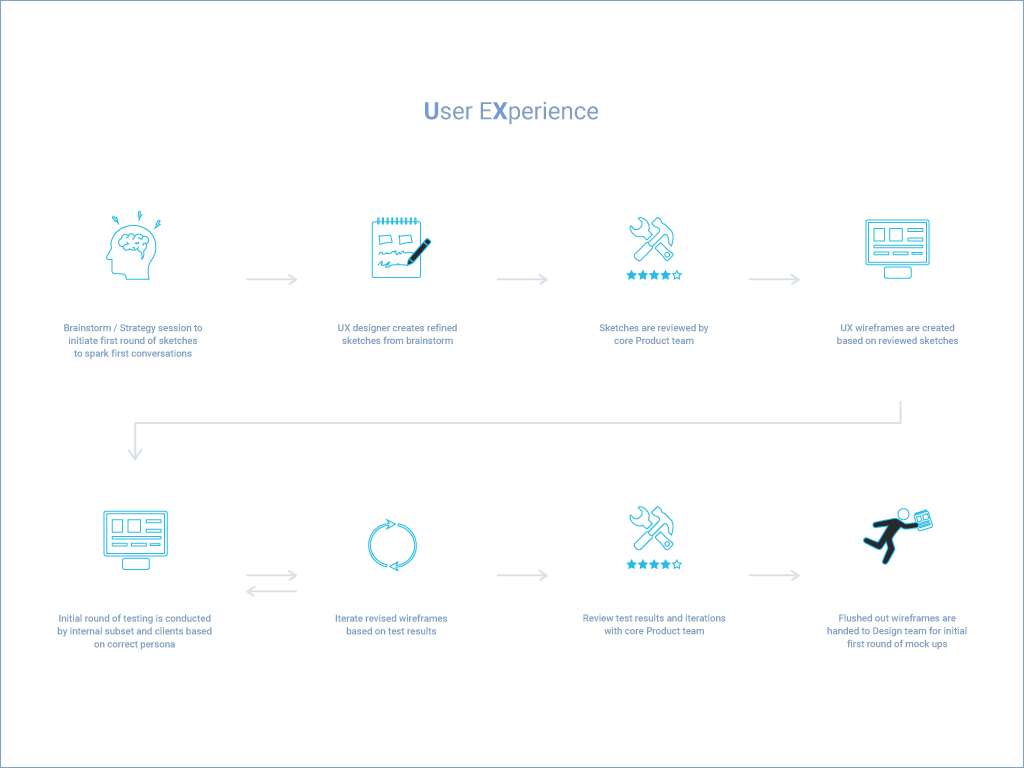 User EXperience
Brainstorm / Strategy session to
initiate first round of sketches
to spark first conversations
UX designer creates refined
sketches from brainstorm
Sketches are reviewed by
core Product team
UX wireframes are created
based on reviewed sketches
Initial round of testing is conducted
by internal subset and clients based
on correct persona
Iterate revised wireframes
based on test results
Review test results and iterations
with core Product team
Flushed out wireframes are
handed to Design team for initial
first round of mock ups